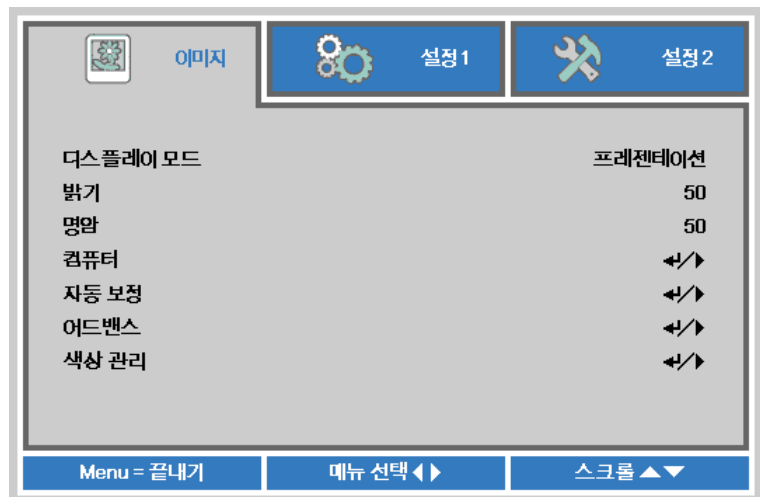 이미지 설정1 설정2
디스플레이 모드 프레젠테이션
밝기 50
명암 50
컴퓨터
자동 보정
어드밴스
색상 관리
Menu = 끝내기 메뉴 선택 ◀ ▶ 스크롤 ▲▼